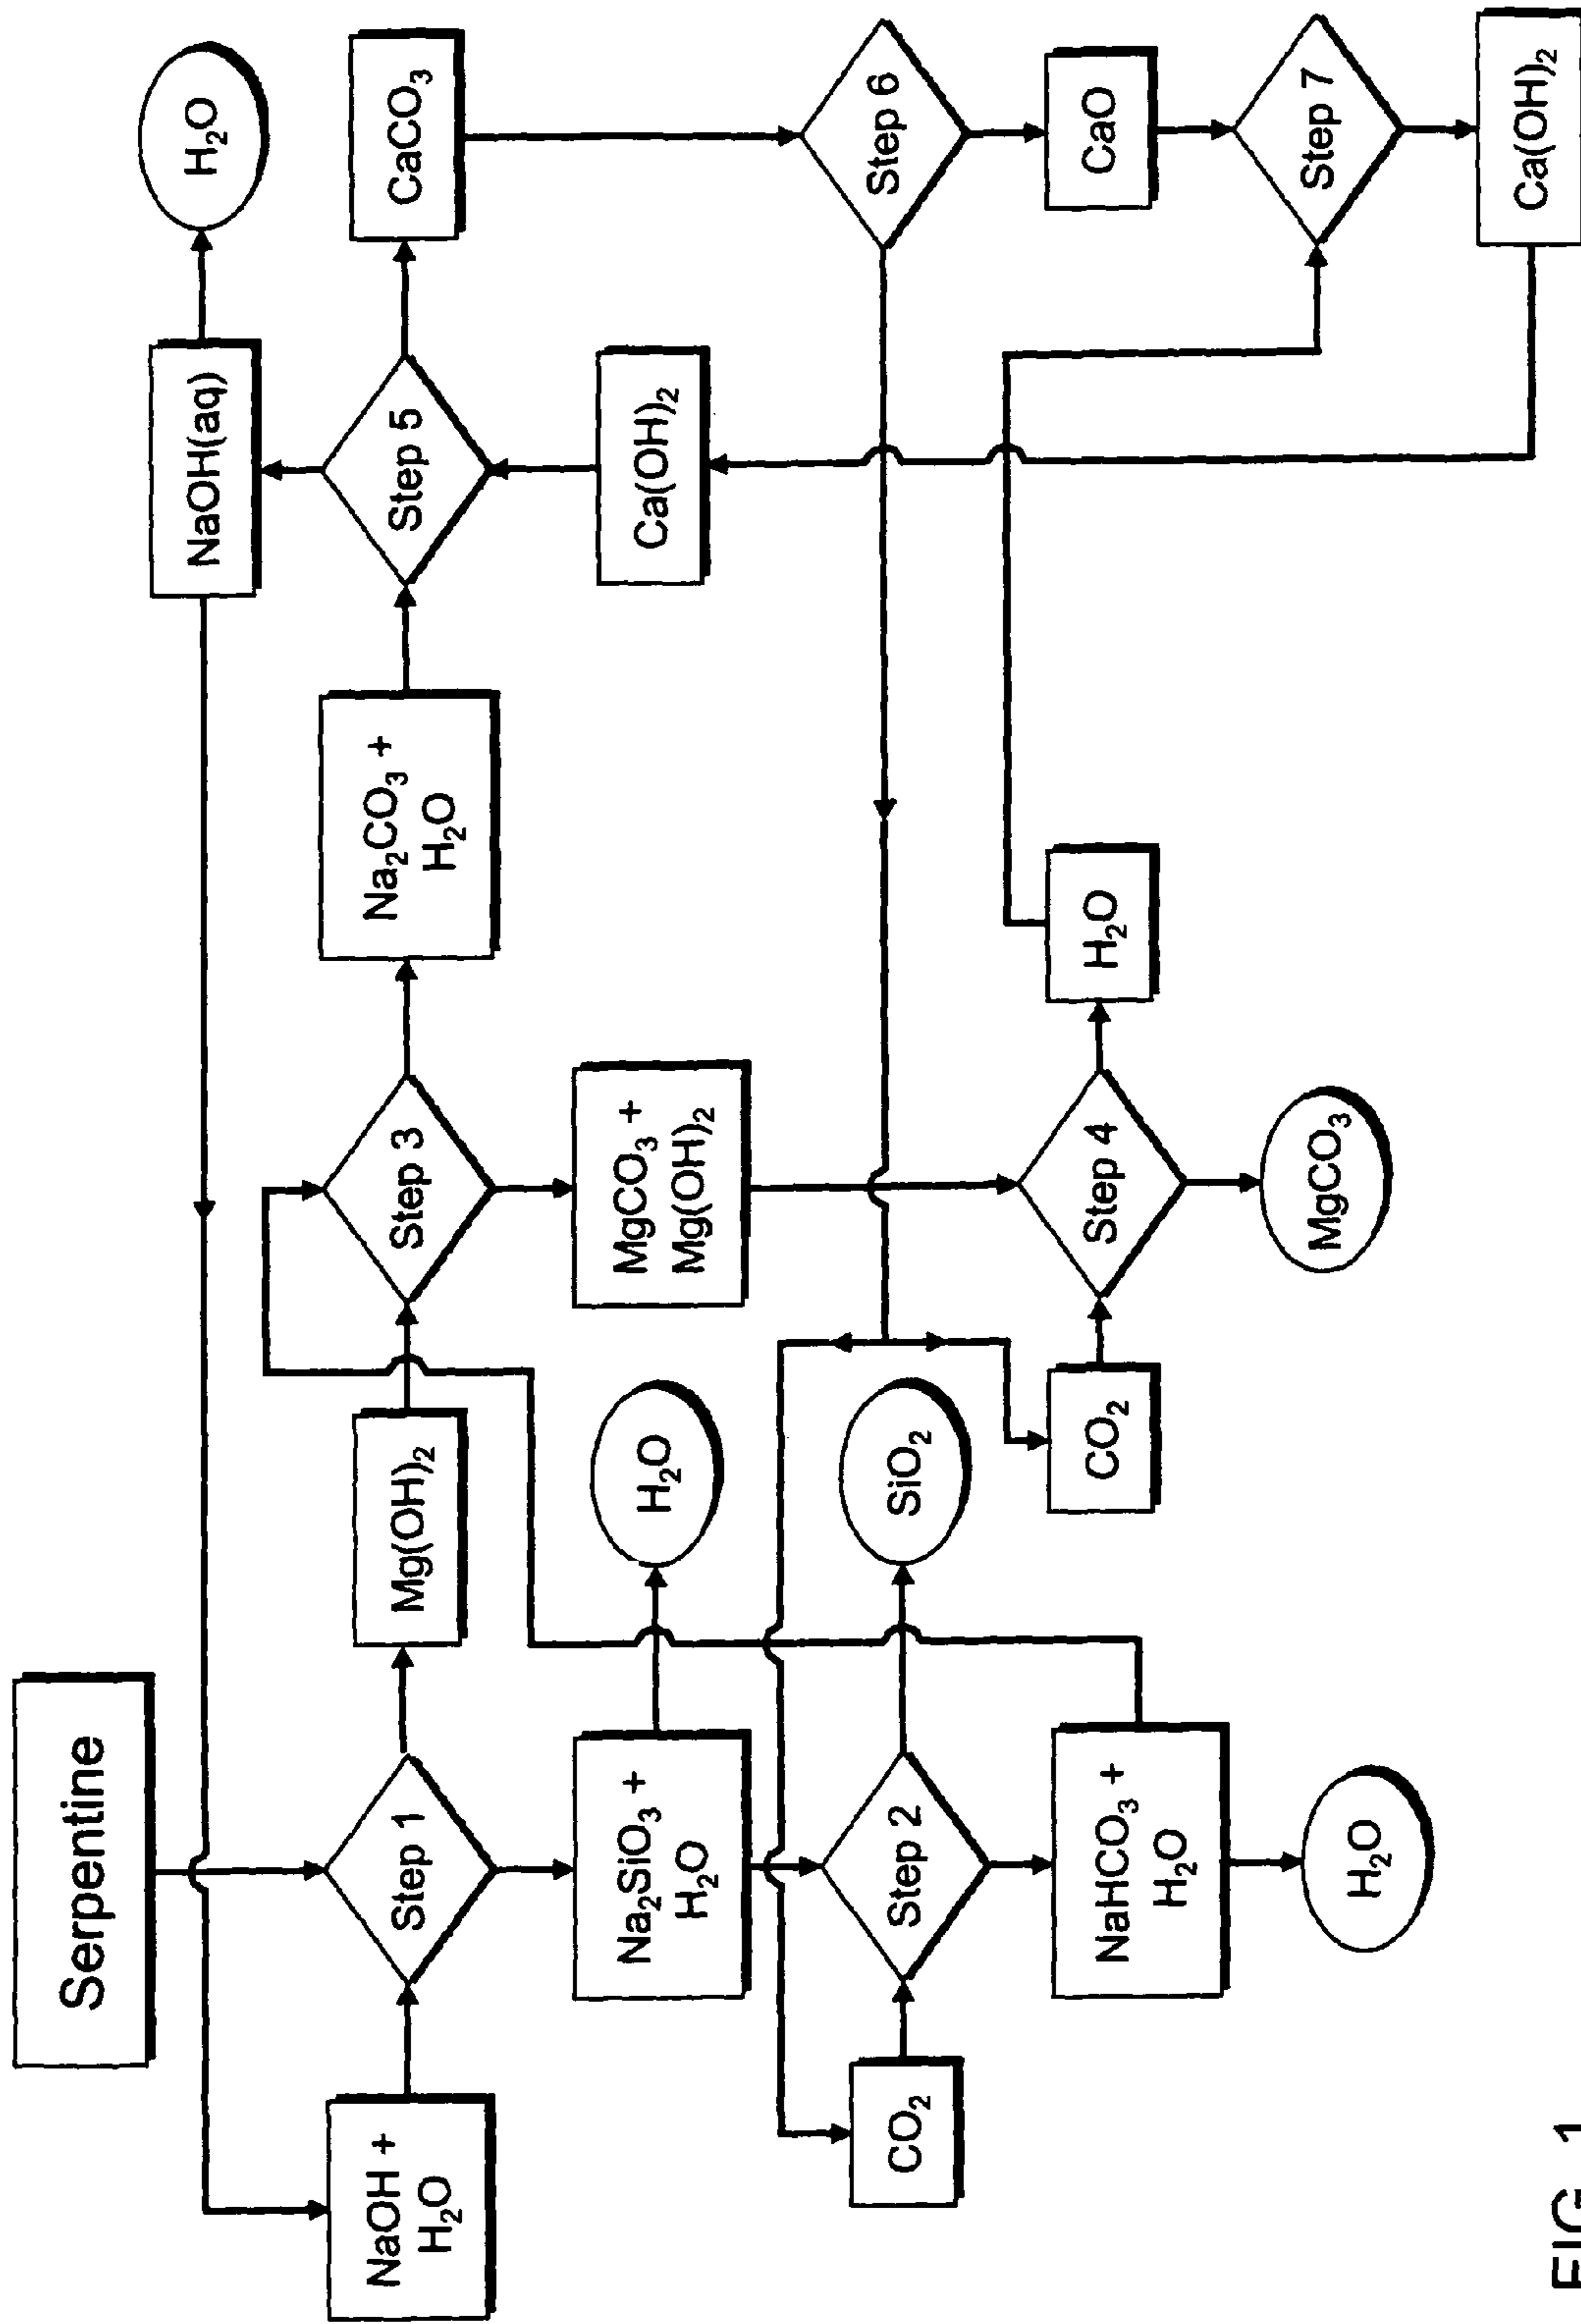 Serpentine
H₂O
NaOH(aq)
NaOH +
H₂O
Step 1
Mg(OH)₂
Step 3
Na₂CO₃ +
H₂O
Step 5
CaCO₃
Na₂SiO₃ +
H₂O
H₂O
MgCO₃ +
Mg(OH)₂
Ca(OH)₂
CO₂
Step 2
SiO₂
Step 6
NaHCO₃ +
H₂O
CO₂
Step 4
H₂O
CaO
H₂O
MgCO₃
Step 7
Ca(OH)₂
FIG. 1